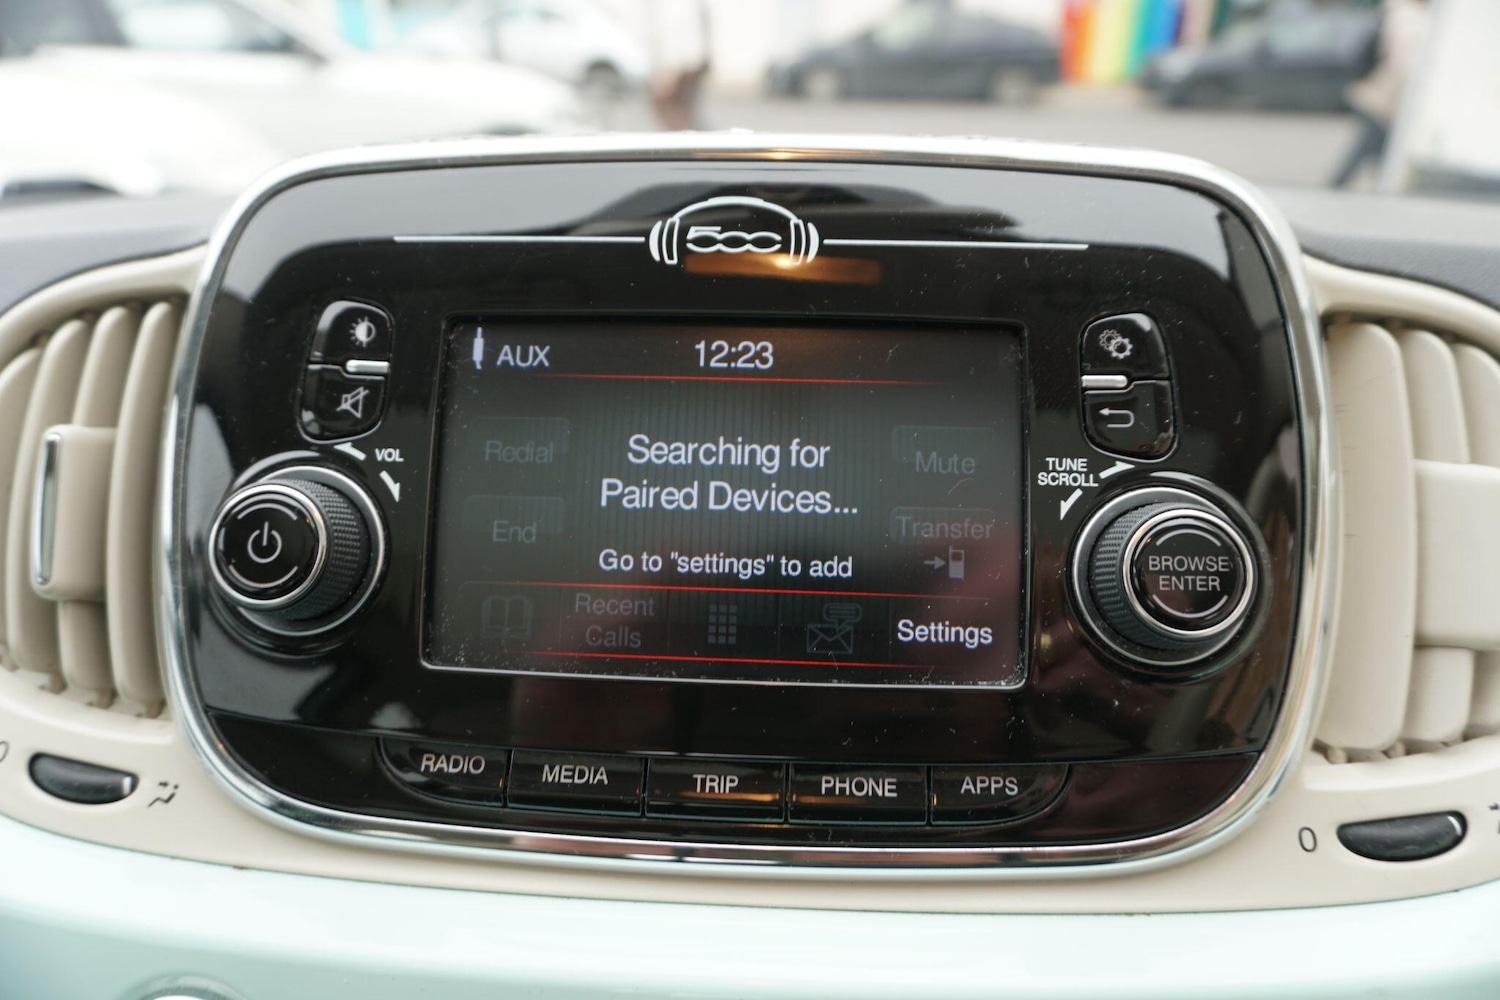 500
AUX
12:23
VOL
Redial
Searching for
Paired Devices...
Mute
TUNE
SCROLL
End
Transfer
Go to "settings" to add
BROWSE
ENTER
Recent
Calls
Settings
RADIO
MEDIA
TRIP
PHONE
APPS
0
0